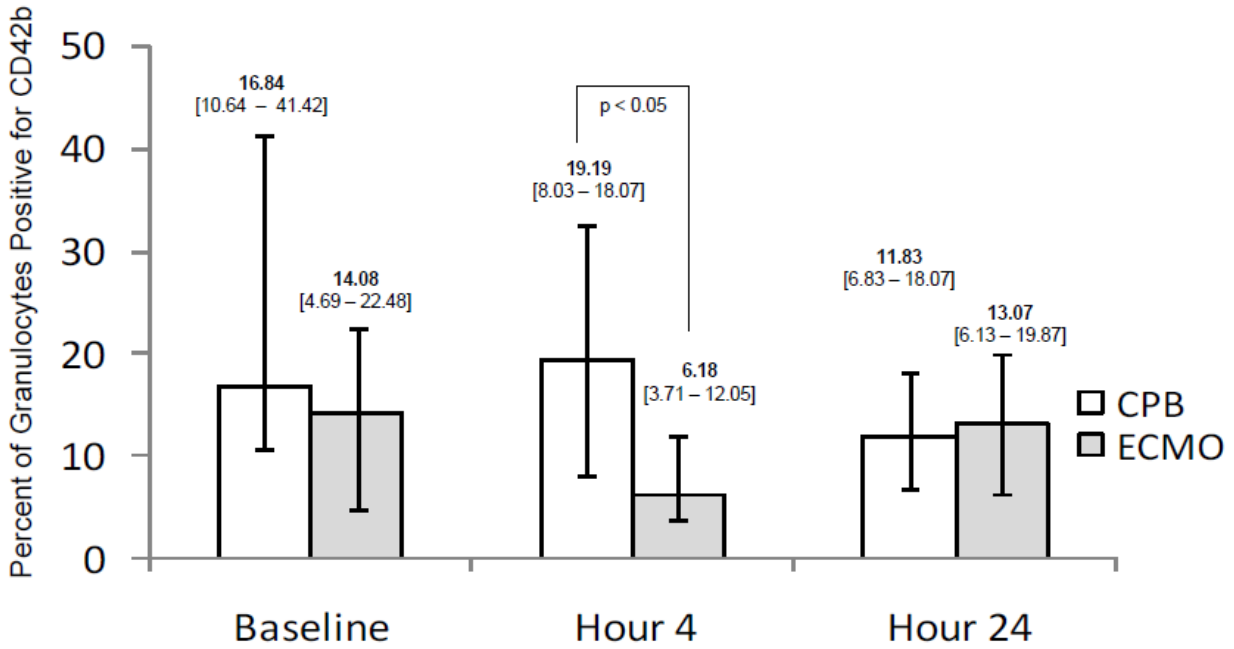 Percent of Granulocytes Positive for CD42b
50
40
30
20
10
0
16.84
[10.64 – 41.42]
14.08
[4.69 – 22.48]
p < 0.05
19.19
[8.03 – 18.07]
6.18
[3.71 – 12.05]
11.83
[6.83 – 18.07]
13.07
[6.13 – 19.87]
CPB
ECMO
Baseline
Hour 4
Hour 24